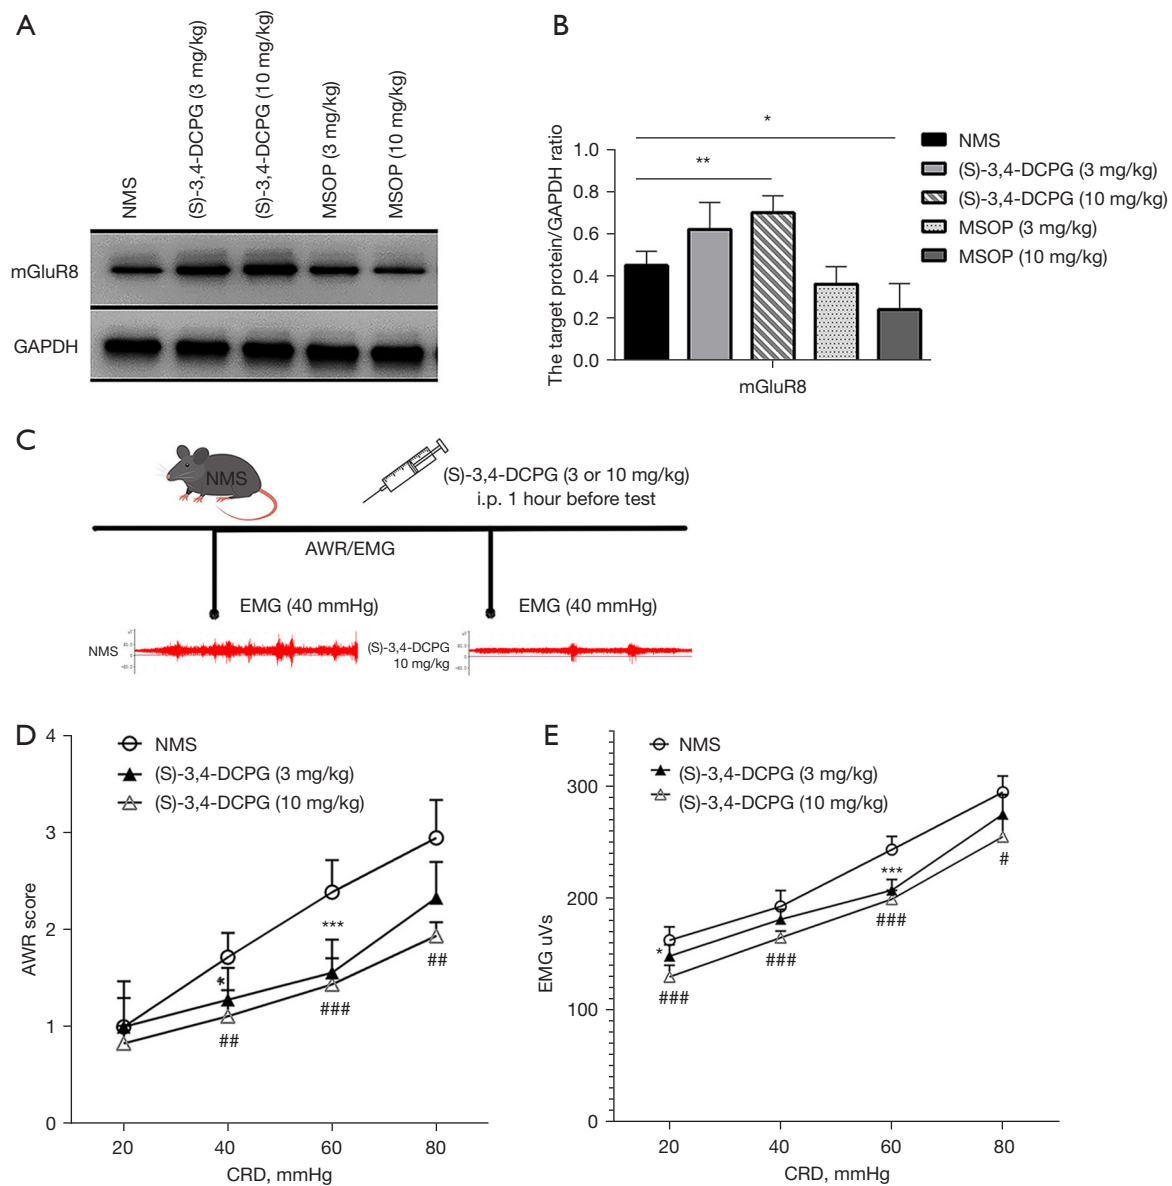 A
NMS
(S)-3,4-DCPG (3 mg/kg)
(S)-3,4-DCPG (10 mg/kg)
MSOP (3 mg/kg)
MSOP (10 mg/kg)
mGluR8
GAPDH
B
The target protein/GAPDH ratio
1.0
0.8
0.6
0.4
0.2
0.0
*
**
mGluR8
NMS
(S)-3,4-DCPG (3 mg/kg)
(S)-3,4-DCPG (10 mg/kg)
MSOP (3 mg/kg)
MSOP (10 mg/kg)
C
NMS
(S)-3,4-DCPG (3 or 10 mg/kg)
i.p. 1 hour before test
AWR/EMG
EMG (40 mmHg)
EMG (40 mmHg)
NMS
(S)-3,4-DCPG
10 mg/kg
D
NMS
(S)-3,4-DCPG (3 mg/kg)
(S)-3,4-DCPG (10 mg/kg)
AWR score
4
3
2
1
0
*
***
##
###
##
20
40
60
80
CRD, mmHg
E
NMS
(S)-3,4-DCPG (3 mg/kg)
(S)-3,4-DCPG (10 mg/kg)
EMG uVs
300
200
100
0
*
***
###
###
###
#
20
40
60
80
CRD, mmHg